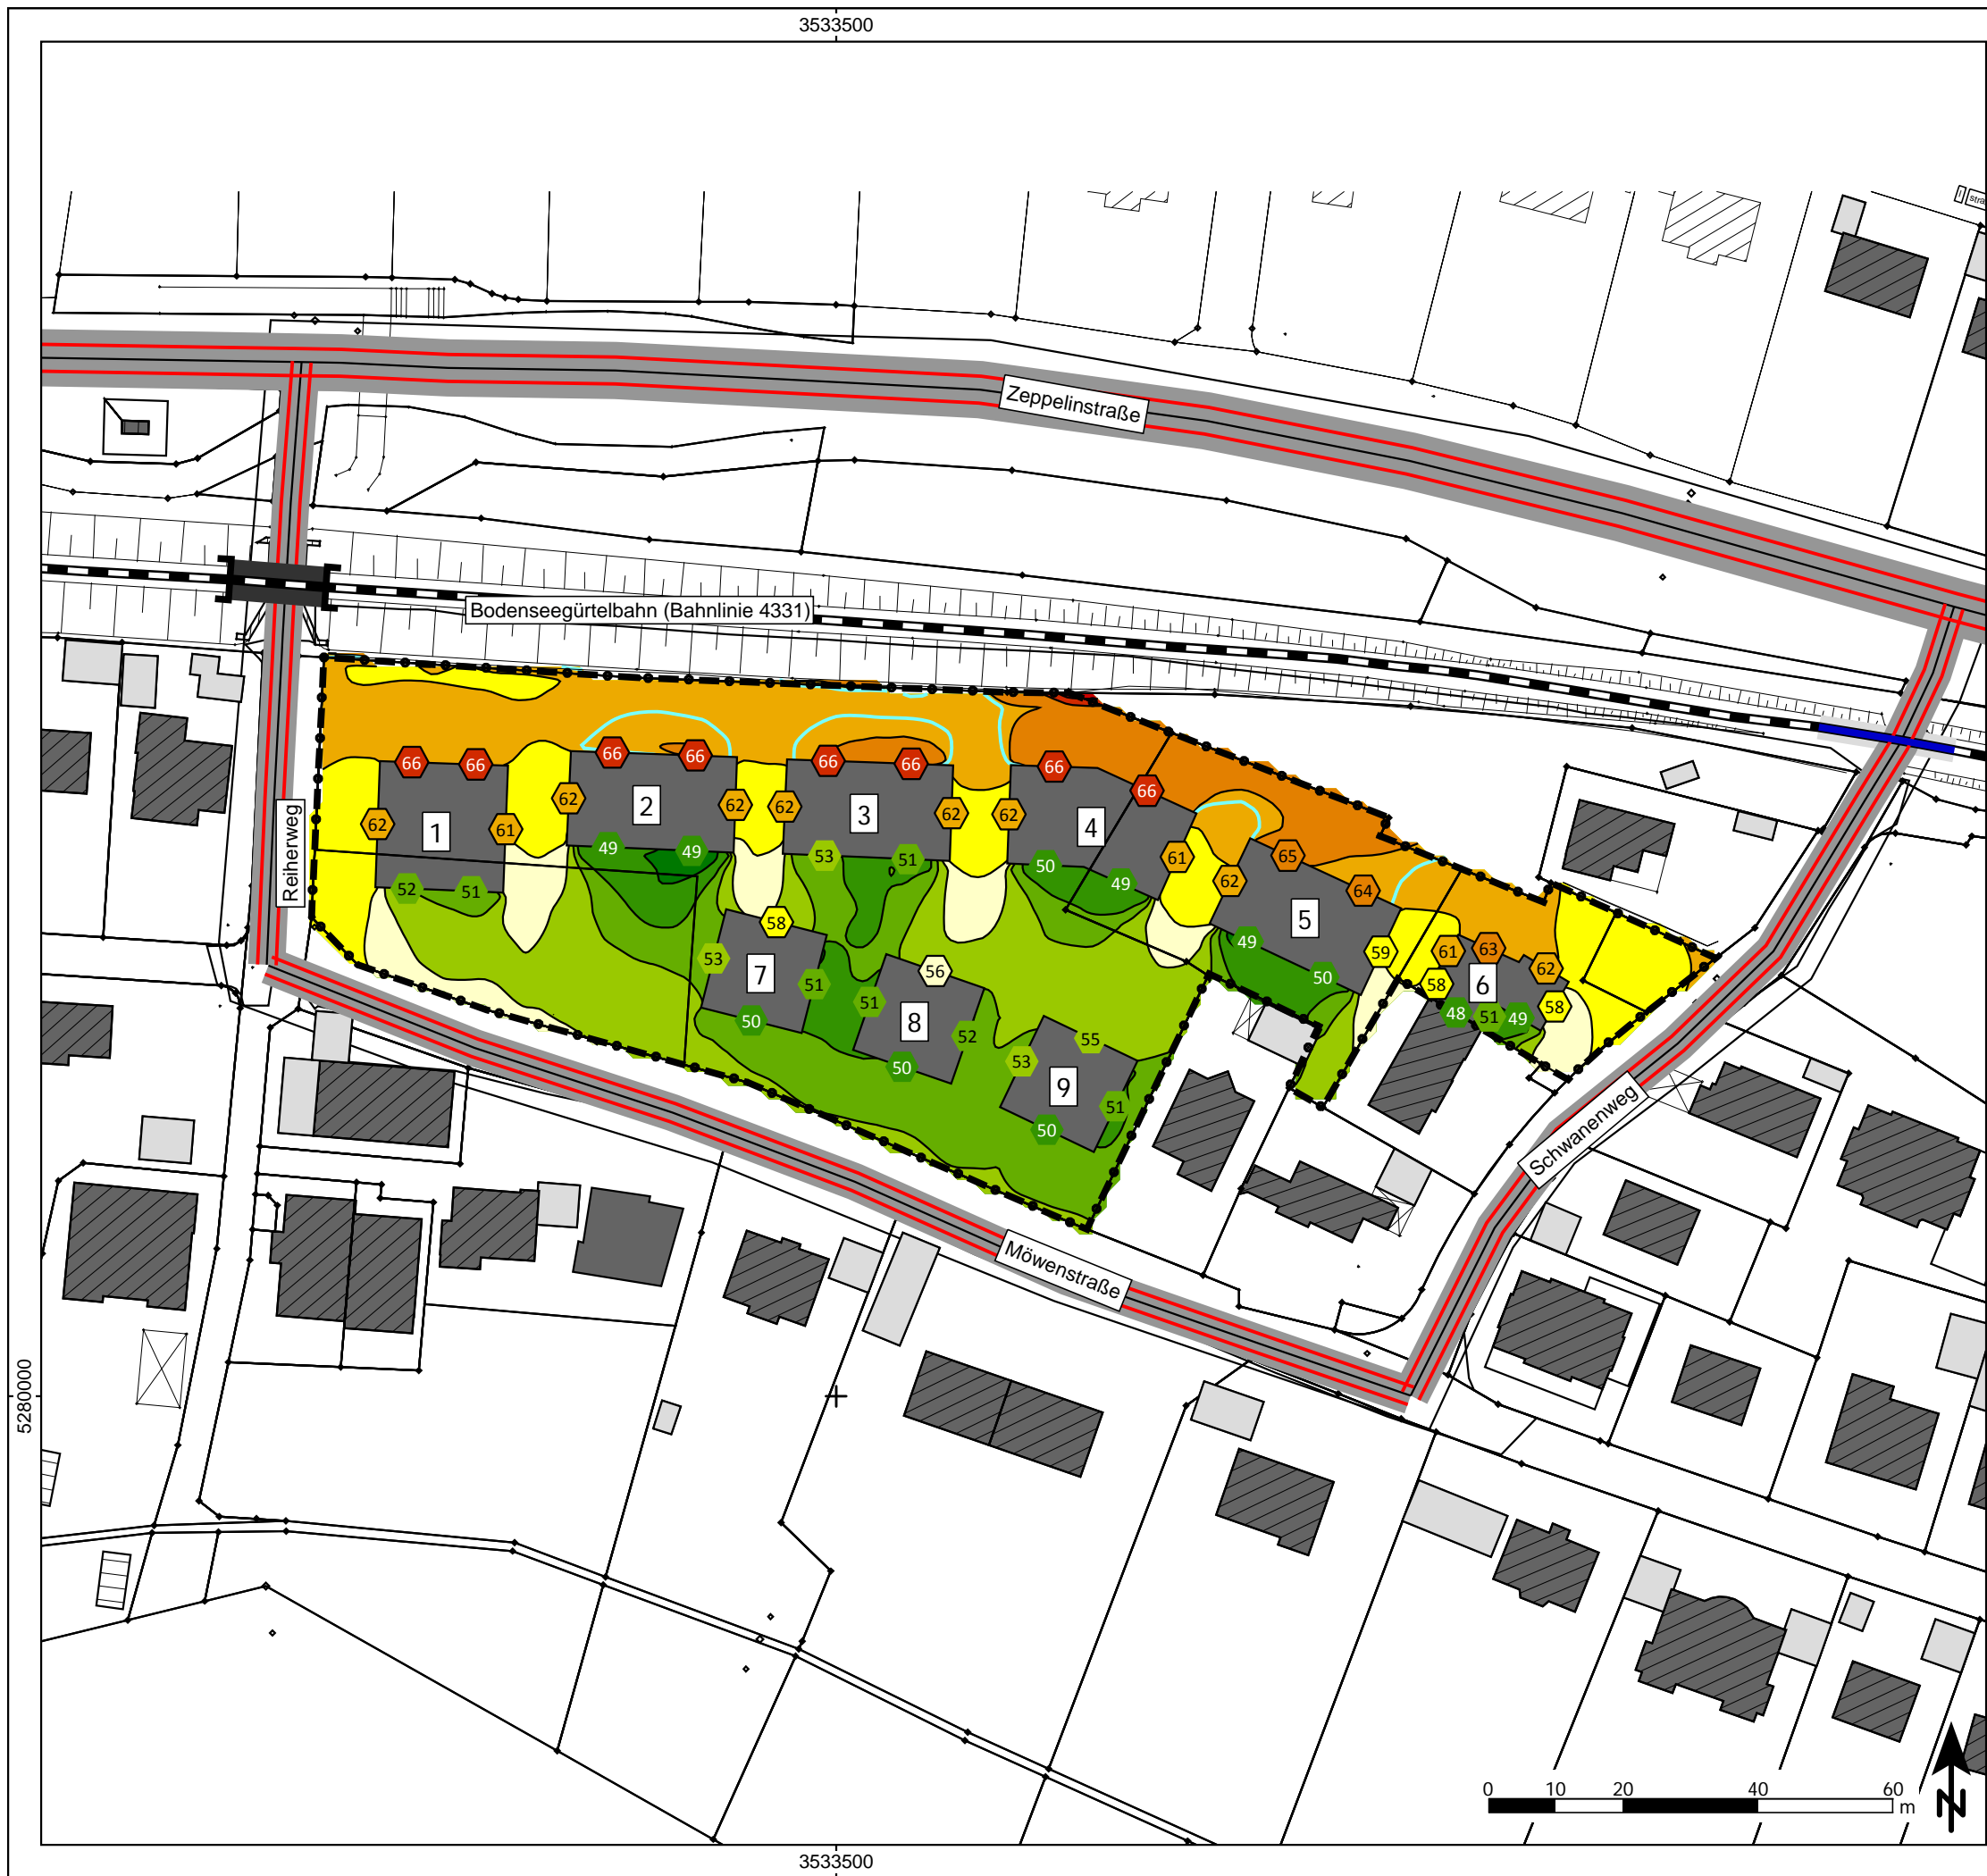 3533500
Zeppelinstraße
Bodenseegürtelbahn (Bahnlinie 4331)
Reiherweg
66 66 66 66 66 66 66 66
62 1 61 62 2 62 62 3 62 62 4 61
52 51 49 49 53 51 50 49
62 65 64 5 49 50 59
61 63 62 58 6 58 48 51 49
58 53 7 51 50
56 51 8 52 50
55 53 9 51 50
Schwanenweg
Möwenstraße
5280000
0 10 20 40 60
m
N
3533500